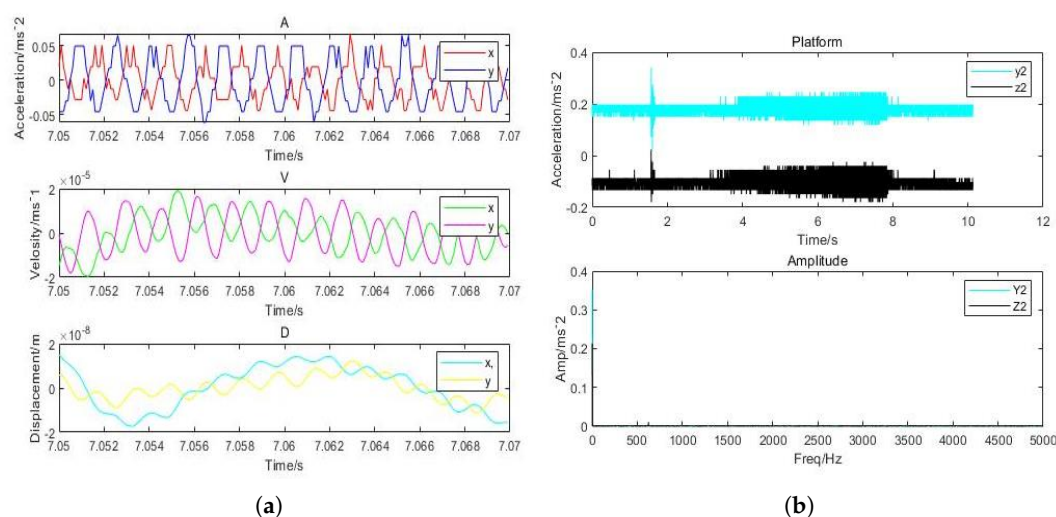 A
Acceleration/ms^2
0.05
0
-0.05
x
y
7.05 7.052 7.054 7.056 7.058 7.06 7.062 7.064 7.066 7.068 7.07
Time/s
V
×10^-5
Velosity/ms^-1
2
0
-2
x
y
7.05 7.052 7.054 7.056 7.058 7.06 7.062 7.064 7.066 7.068 7.07
Time/s
D
×10^-8
Displacement/m
2
0
-2
x,
y
7.05 7.052 7.054 7.056 7.058 7.06 7.062 7.064 7.066 7.068 7.07
Time/s
(a)
Platform
Acceleration/ms^-2
0.4
0.2
0
-0.2
y2
z2
0 2 4 6 8 10 12
Time/s
Amplitude
Amp/ms^-2
0.4
0.3
0.2
0.1
0
Y2
Z2
0 500 1000 1500 2000 2500 3000 3500 4000 4500 5000
Freq/Hz
(b)